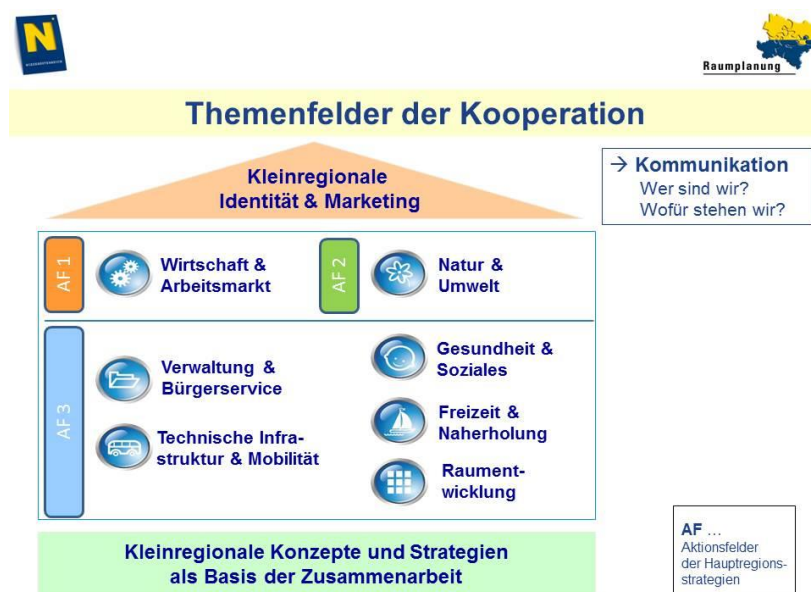 N
Raumplanung
Themenfelder der Kooperation
Kleinregionale
Identität & Marketing
→ Kommunikation
Wer sind wir?
Wofür stehen wir?
AF 1
Wirtschaft &
Arbeitsmarkt
AF 2
Natur &
Umwelt
AF 3
Verwaltung &
Bürgerservice
Technische Infra-
struktur & Mobilität
Gesundheit &
Soziales
Freizeit &
Naherholung
Raument-
wicklung
Kleinregionale Konzepte und Strategien
als Basis der Zusammenarbeit
AF ...
Aktionsfelder
der Hauptregions-
strategien